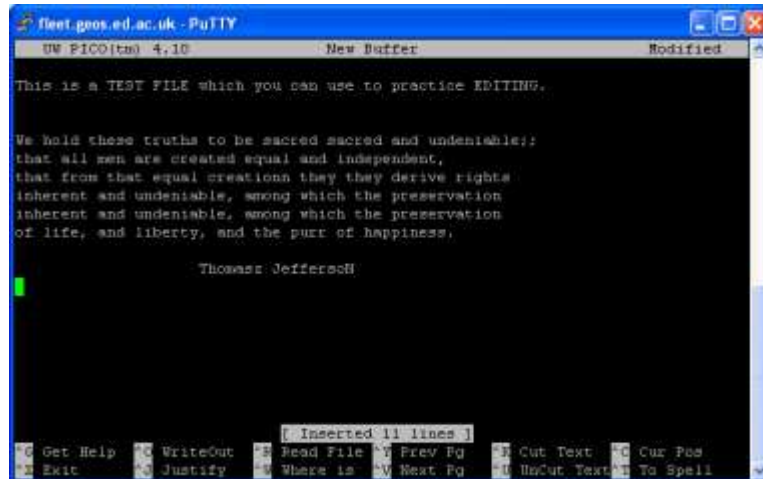 fleet.geos.ed.ac.uk - PuTTY
UW PICO(tm) 4.10 New Buffer Modified
This is a TEST FILE which you can use to practice EDITING.
We hold these truths to be sacred sacred and undeniable;;
that all men are created equal and independent,
that from that equal creationn they they derive rights
inherent and undeniable, among which the preservation
inherent and undeniable, among which the preservation
of life, and liberty, and the purr of happiness.
Thomasz JeffersoN
[ Inserted 11 lines ]
^G Get Help ^O WriteOut ^R Read File ^Y Prev Pg ^K Cut Text ^C Cur Pos
^X Exit ^J Justify ^W Where is ^V Next Pg ^U UnCut Text ^T To Spell